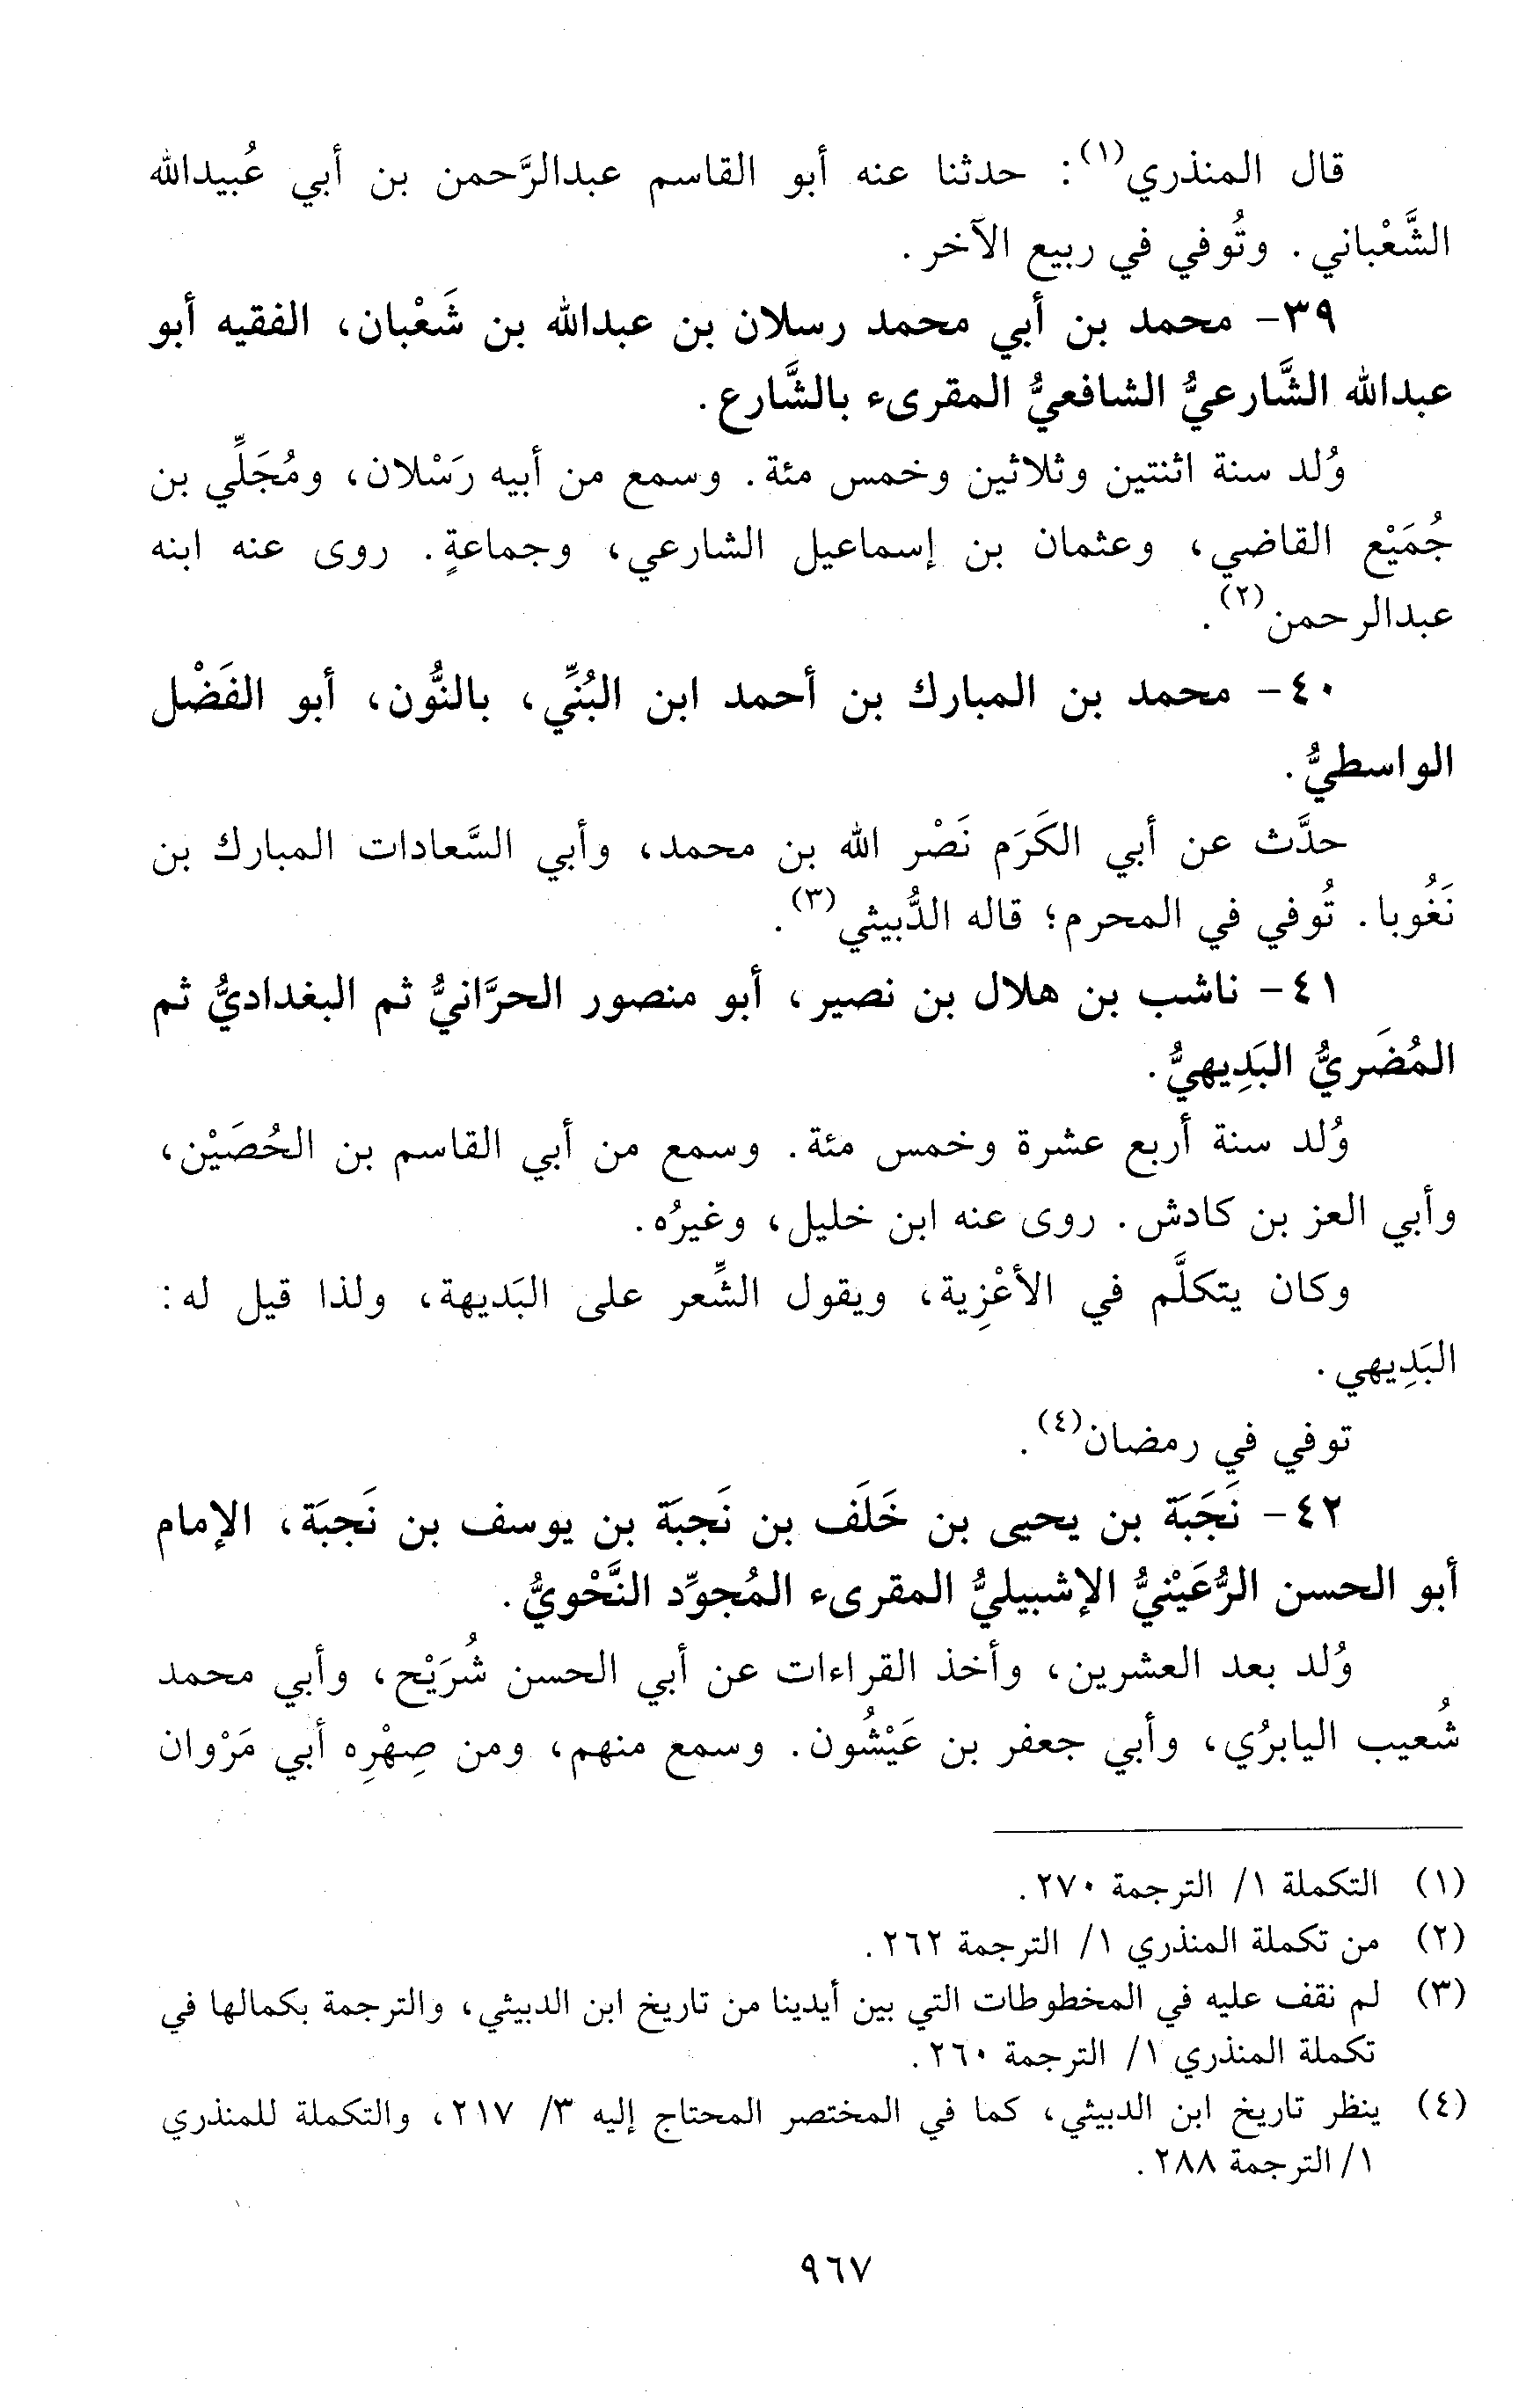 قال المنذري(١): حدثنا عنه أبو القاسم عبدالرَّحمن بن أبي عُبيدالله
الشَّعْباني. وتُوفي في ربيع الآخر.
٣٩- محمد بن أبي محمد رسلان بن عبدالله بن شَعْبان، الفقيه أبو
عبدالله الشَّارعيُّ الشافعيُّ المقرىء بالشَّارع.
وُلد سنة اثنتين وثلاثين وخمس مئة. وسمع من أبيه رَسْلان، ومُجَلِّي بن
جُمَيْع القاضي، وعثمان بن إسماعيل الشارعي، وجماعةٍ. روى عنه ابنه
عبدالرحمن(٢).
٤٠- محمد بن المبارك بن أحمد ابن البُنِّي، بالنُّون، أبو الفَضْل
الواسطيُّ.
حدَّث عن أبي الكَرَم نَصْر الله بن محمد، وأبي السَّعادات المبارك بن
نَغُوبا. تُوفي في المحرم؛ قاله الدُّبيثي(٣).
٤١- ناشب بن هلال بن نصير، أبو منصور الحرَّانيُّ ثم البغداديُّ ثم
المُضَريُّ البَدِيهيُّ.
وُلد سنة أربع عشرة وخمس مئة. وسمع من أبي القاسم بن الحُصَيْن،
وأبي العز بن كادش. روى عنه ابن خليل، وغيرُه.
وكان يتكلَّم في الأعْزِية، ويقول الشِّعر على البَديهة، ولذا قيل له:
البَدِيهي.
توفي في رمضان(٤).
٤٢- نَجَبَة بن يحيى بن خَلَف بن نَجبَة بن يوسف بن نَجبَة، الإمام
أبو الحسن الرُّعَيْنيُّ الإشبيليُّ المقرىء المُجوِّد النَّحْويُّ.
وُلد بعد العشرين، وأخذ القراءات عن أبي الحسن شُرَيْح، وأبي محمد
شُعيب اليابرُي، وأبي جعفر بن عَيْشُون. وسمع منهم، ومن صِهْرِه أبي مَرْوان
(١) التكملة ١/ الترجمة ٢٧٠.
(٢) من تكملة المنذري ١/ الترجمة ٢٦٢.
(٣) لم نقف عليه في المخطوطات التي بين أيدينا من تاريخ ابن الدبيثي، والترجمة بكمالها في
تكملة المنذري ١/ الترجمة ٢٦٠.
(٤) ينظر تاريخ ابن الدبيثي، كما في المختصر المحتاج إليه ٣/ ٢١٧، والتكملة للمنذري
١/ الترجمة ٢٨٨.
٩٦٧